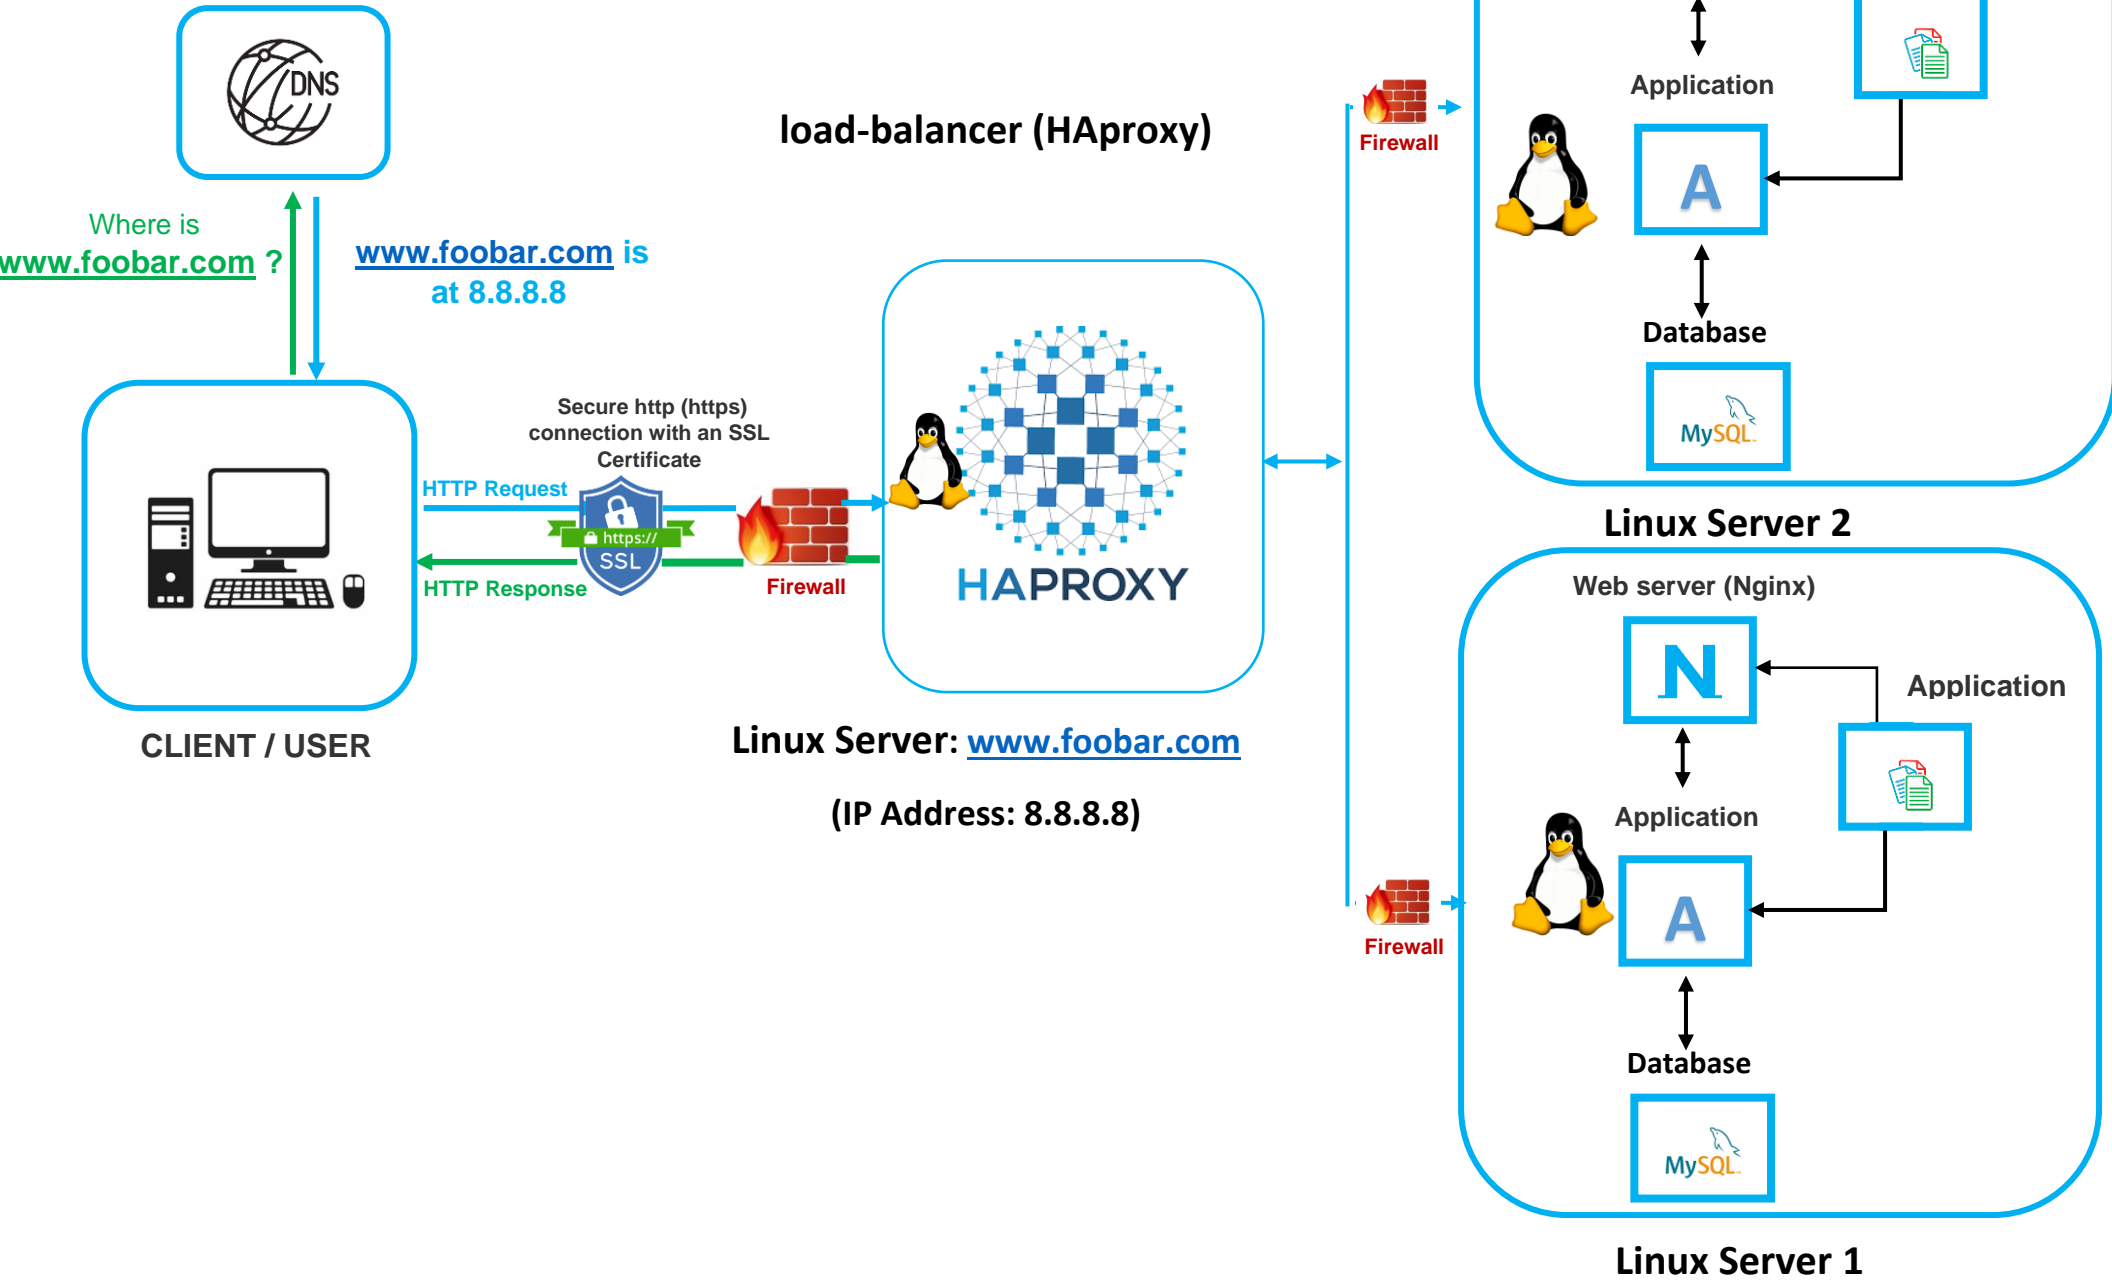 DNS
Where is
www.foobar.com ?
www.foobar.com is
at 8.8.8.8
CLIENT / USER
HTTP Request
HTTP Response
Secure http (https)
connection with an SSL
Certificate
https://
SSL
Firewall
load-balancer (HAproxy)
HAPROXY
Linux Server: www.foobar.com
(IP Address: 8.8.8.8)
Firewall
Application
A
Database
MySQL
Linux Server 2
Firewall
Web server (Nginx)
N
Application
Application
A
Database
MySQL
Linux Server 1